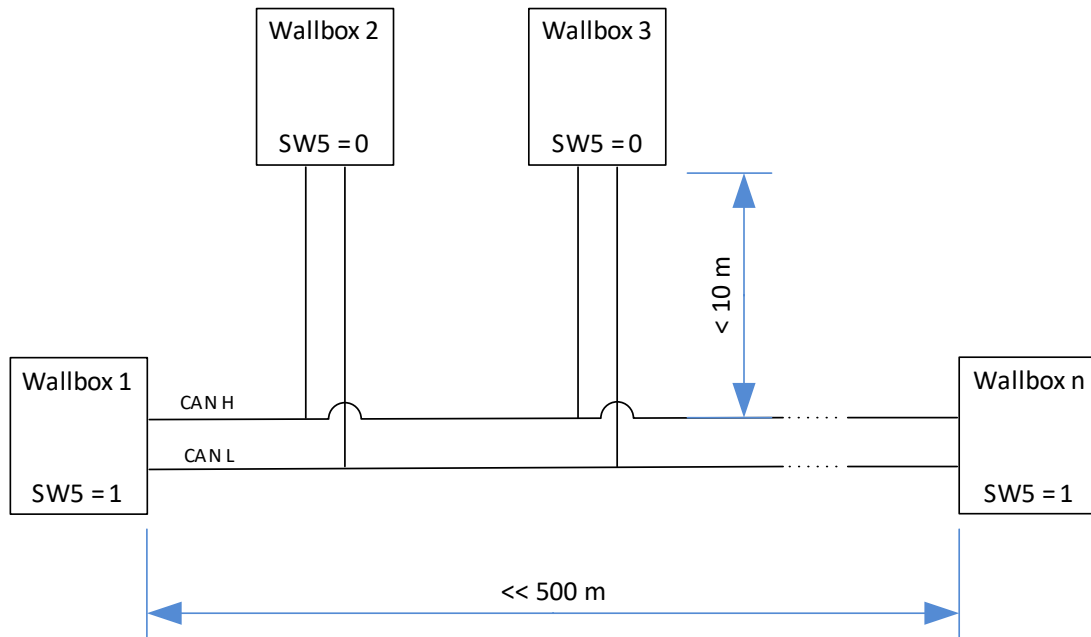 Wallbox 2
SW5 = 0
Wallbox 3
SW5 = 0
< 10 m
Wallbox 1
SW5 = 1
CAN H
CAN L
Wallbox n
SW5 = 1
<< 500 m